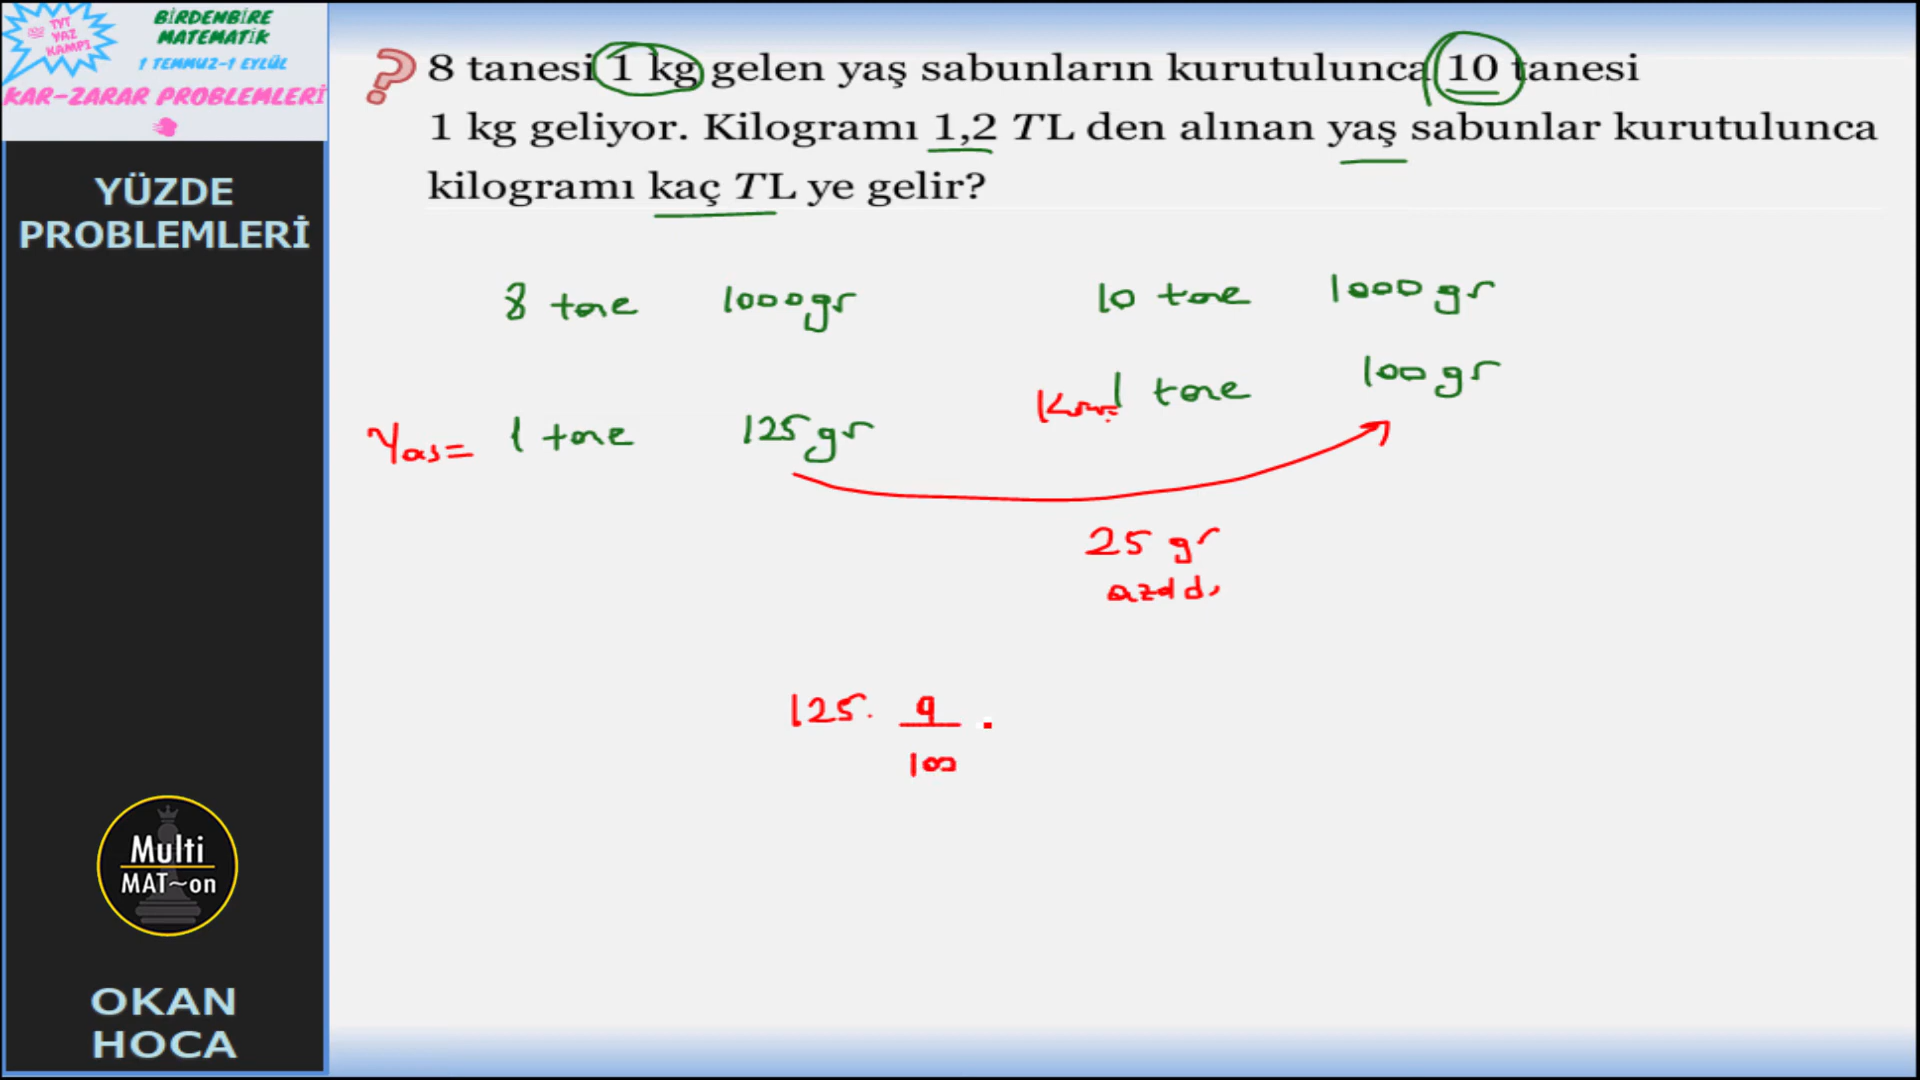 TYT
YAZ
KAMPI
BİRDENBİRE
MATEMATİK
1 TEMMUZ-1 EYLÜL
KAR-ZARAR PROBLEMLERİ
YÜZDE
PROBLEMLERİ
? 8 tanesi 1 kg gelen yaş sabunların kurutulunca 10 tanesi
1 kg geliyor. Kilogramı 1,2 TL den alınan yaş sabunlar kurutulunca
kilogramı kaç TL ye gelir?
8 tane 1000gr 10 tane 1000gr
1 tane 100gr
Yas= 1 tane 125gr
25 gr
azaldı
125. a/100 .
Multi
MAT~on
OKAN
HOCA